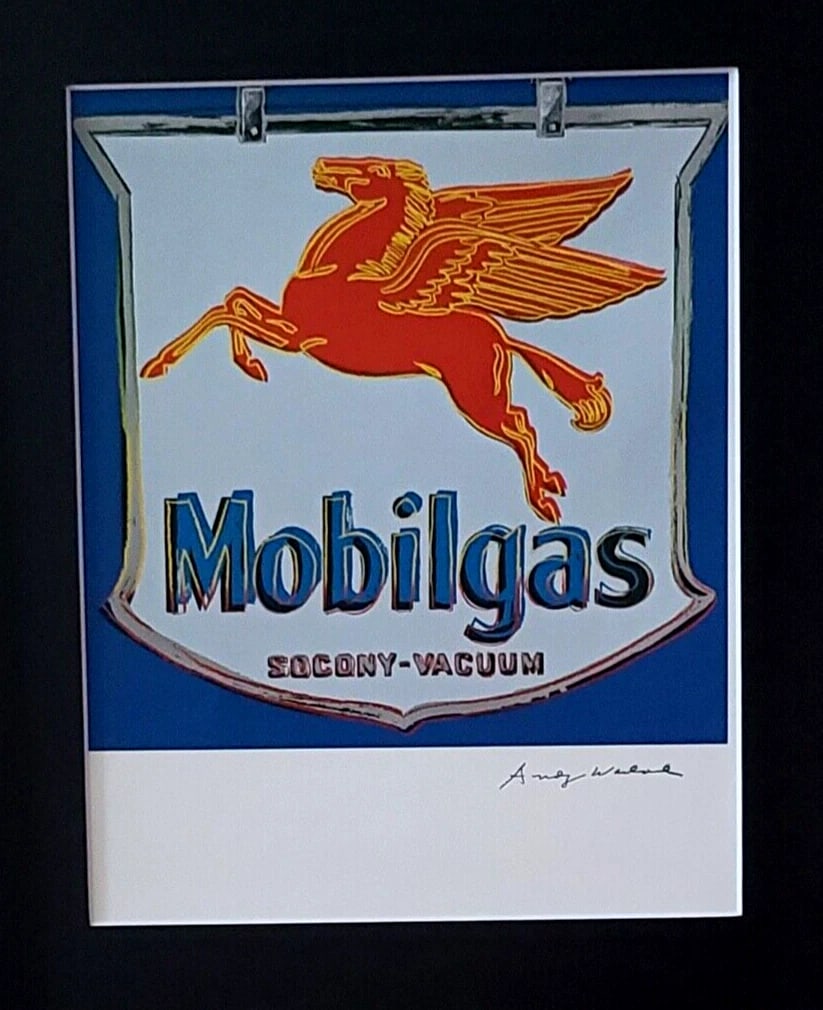 Mobilgas
SOCONY-VACUUM
Andy Warhol